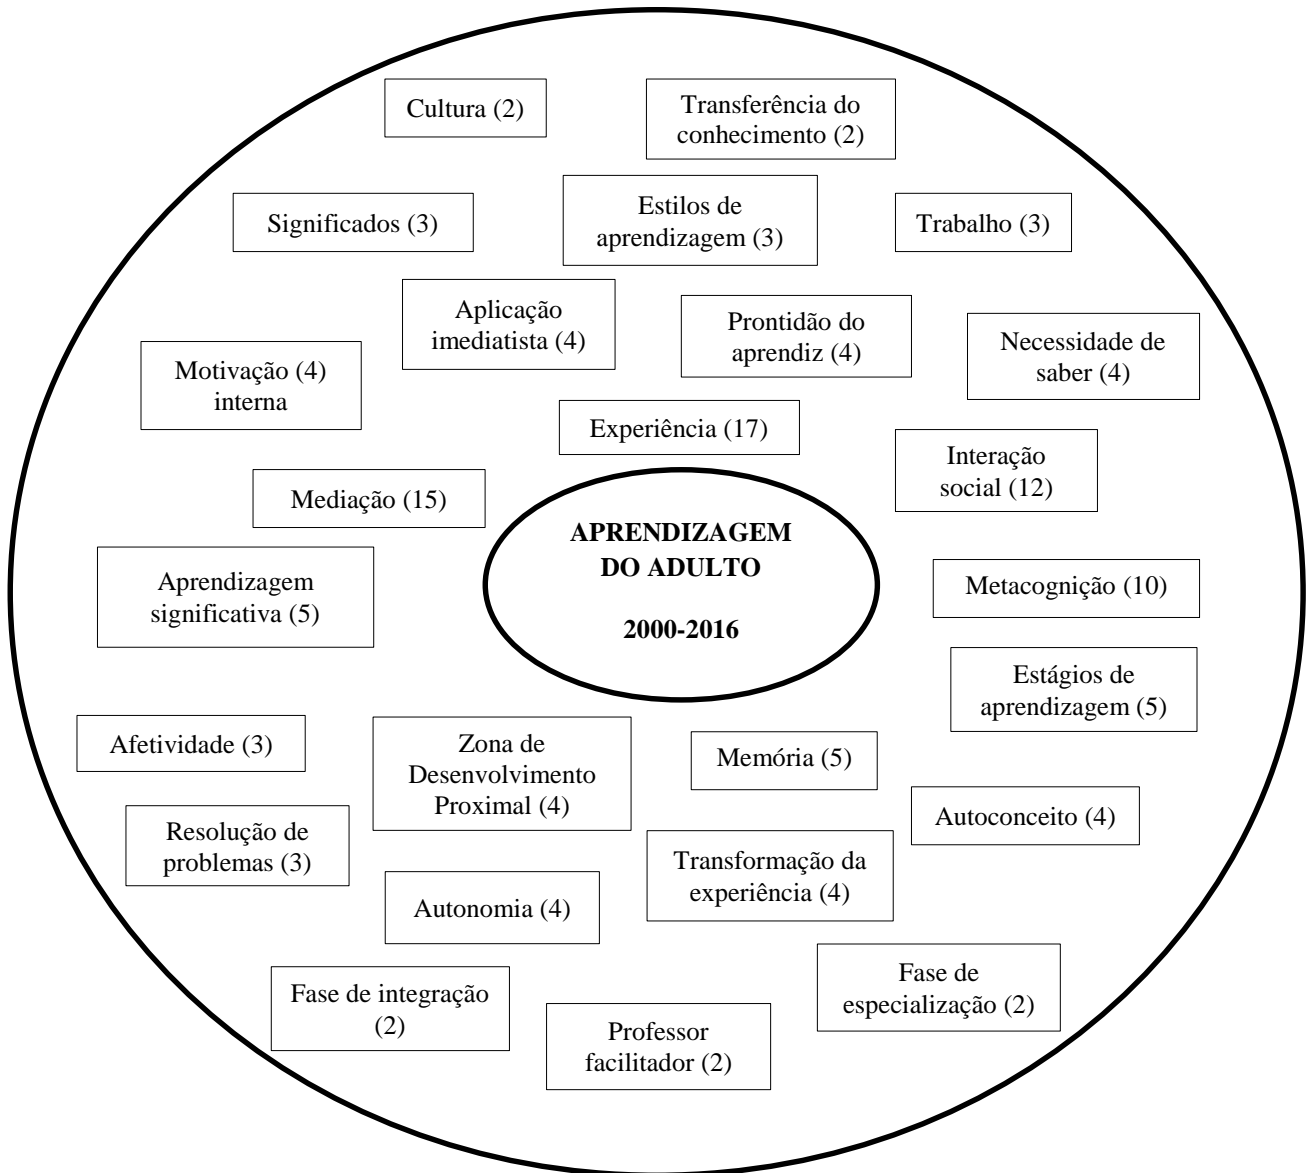 Cultura (2)
Transferência do
conhecimento (2)
Significados (3)
Estilos de
aprendizagem (3)
Trabalho (3)
Aplicação
imediatista (4)
Prontidão do
aprendiz (4)
Necessidade de
saber (4)
Motivação (4)
interna
Experiência (17)
Interação
social (12)
Mediação (15)
APRENDIZAGEM
DO ADULTO
2000-2016
Aprendizagem
significativa (5)
Metacognição (10)
Estágios de
aprendizagem (5)
Afetividade (3)
Zona de
Desenvolvimento
Proximal (4)
Memória (5)
Autoconceito (4)
Resolução de
problemas (3)
Transformação da
experiência (4)
Autonomia (4)
Fase de
especialização (2)
Fase de integração
(2)
Professor
facilitador (2)